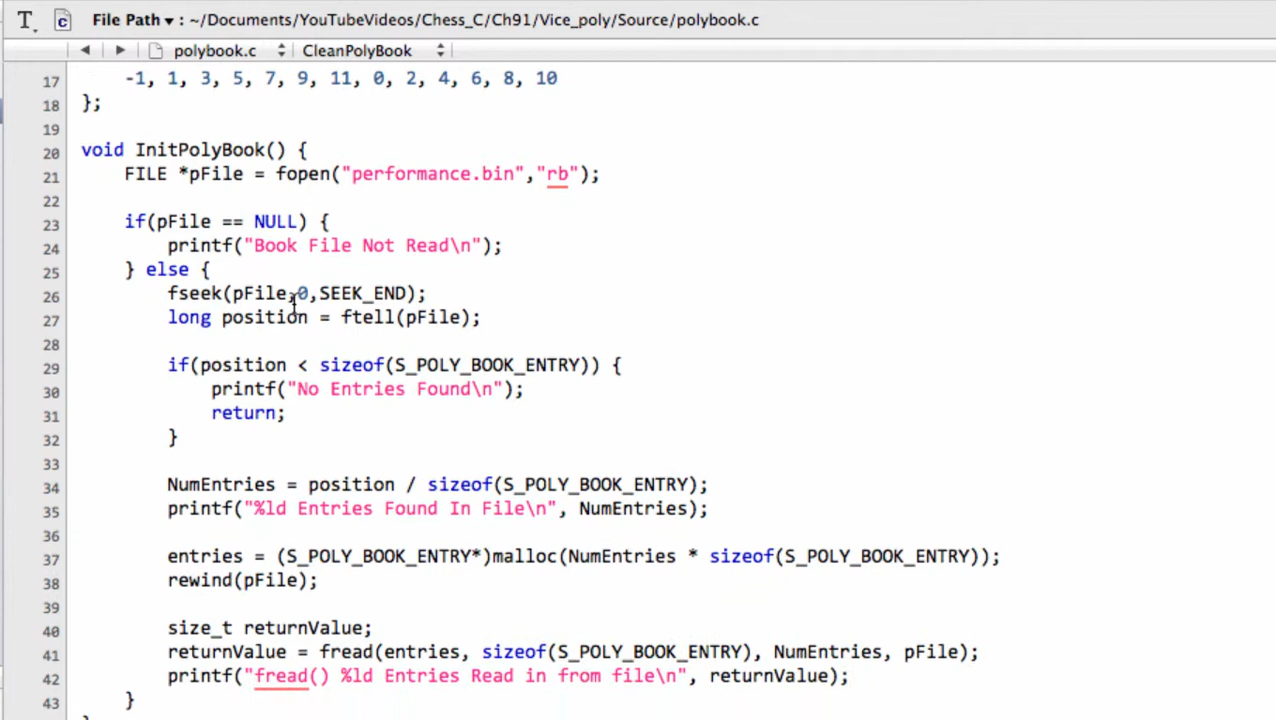 T. c File Path ▾ : ~/Documents/YouTubeVideos/Chess_C/Ch91/Vice_poly/Source/polybook.c
polybook.c CleanPolyBook
17     -1, 1, 3, 5, 7, 9, 11, 0, 2, 4, 6, 8, 10
18 };
19
20 void InitPolyBook() {
21     FILE *pFile = fopen("performance.bin","rb");
22
23     if(pFile == NULL) {
24         printf("Book File Not Read\n");
25     } else {
26         fseek(pFile,0,SEEK_END);
27         long position = ftell(pFile);
28
29         if(position < sizeof(S_POLY_BOOK_ENTRY)) {
30             printf("No Entries Found\n");
31             return;
32         }
33
34         NumEntries = position / sizeof(S_POLY_BOOK_ENTRY);
35         printf("%ld Entries Found In File\n", NumEntries);
36
37         entries = (S_POLY_BOOK_ENTRY*)malloc(NumEntries * sizeof(S_POLY_BOOK_ENTRY));
38         rewind(pFile);
39
40         size_t returnValue;
41         returnValue = fread(entries, sizeof(S_POLY_BOOK_ENTRY), NumEntries, pFile);
42         printf("fread() %ld Entries Read in from file\n", returnValue);
43     }